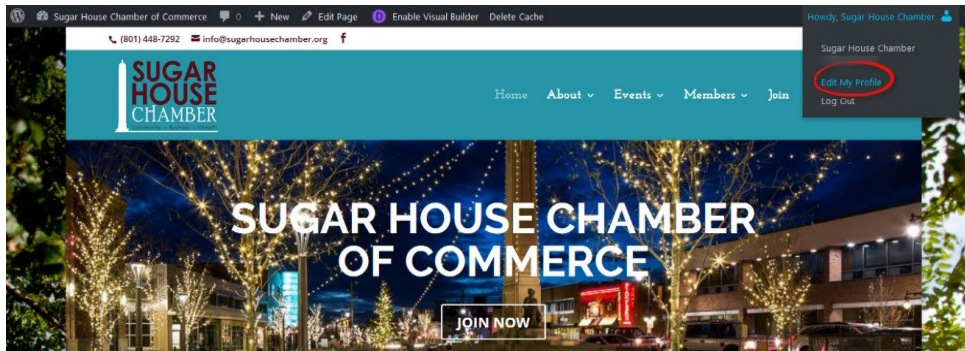 Sugar House Chamber of Commerce 0 + New Edit Page D Enable Visual Builder Delete Cache Howdy, Sugar House Chamber
(801) 448-7292 info@sugarhousechamber.org f
Sugar House Chamber
Edit My Profile
Log Out
SUGAR
HOUSE
CHAMBER
Home About Events Members Join
SUGAR HOUSE CHAMBER
OF COMMERCE
JOIN NOW